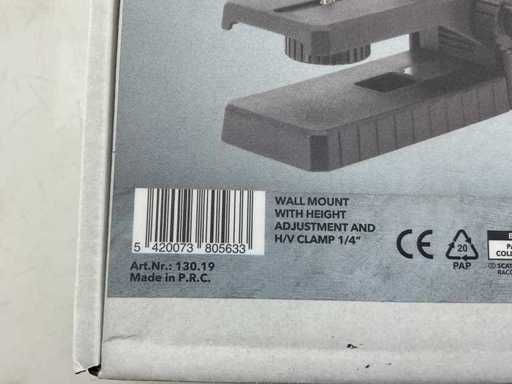 WALL MOUNT
WITH HEIGHT
ADJUSTMENT AND
H/V CLAMP 1/4"
5 420073 805633
Art.Nr.: 130.19
Made in P.R.C.
CE
20
PAP